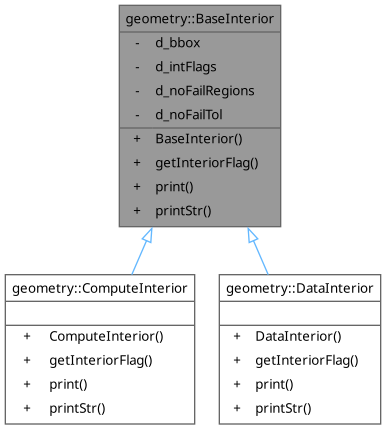 geometry::BaseInterior
- d_bbox
- d_intFlags
- d_noFailRegions
- d_noFailTol
+ BaseInterior()
+ getInteriorFlag()
+ print()
+ printStr()
geometry::ComputeInterior
+ ComputeInterior()
+ getInteriorFlag()
+ print()
+ printStr()
geometry::DataInterior
+ DataInterior()
+ getInteriorFlag()
+ print()
+ printStr()